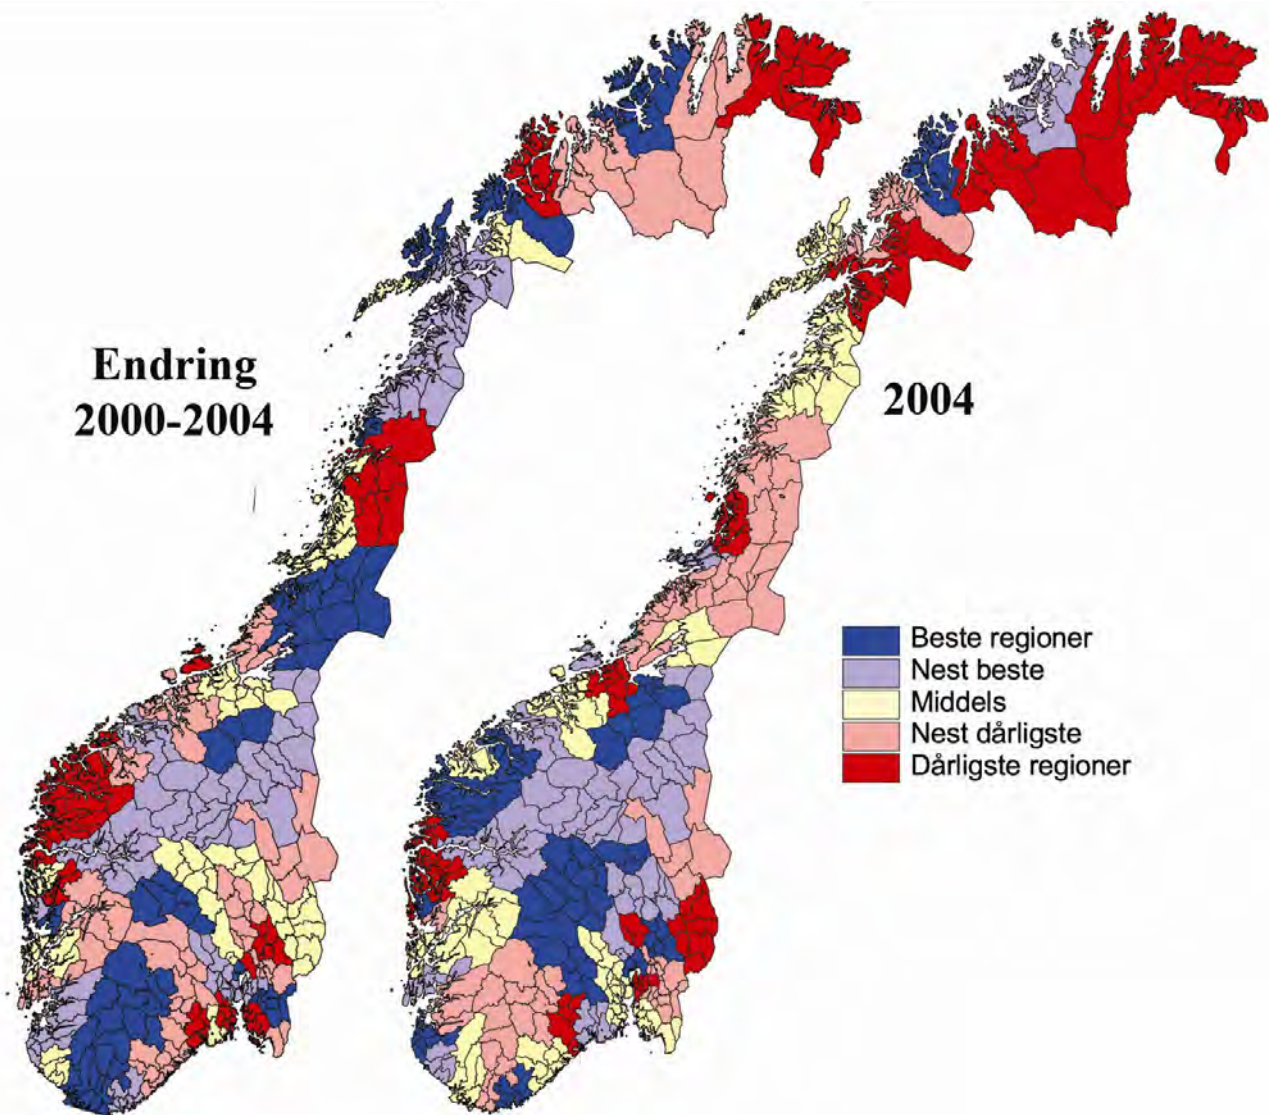 Endring
2000-2004
2004
Beste regioner
Nest beste
Middels
Nest dårligste
Dårligste regioner